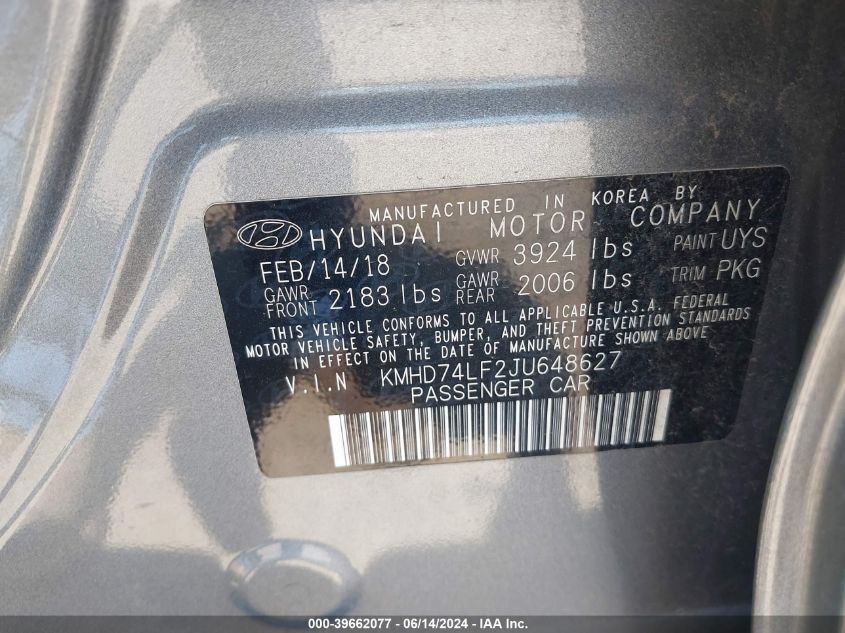 MANUFACTURED IN KOREA BY
HYUNDAI MOTOR COMPANY
FEB/14/18 GVWR 3924 lbs PAINT UYS
GAWR FRONT 2183 lbs GAWR REAR 2006 lbs TRIM PKG
THIS VEHICLE CONFORMS TO ALL APPLICABLE U.S.A. FEDERAL
MOTOR VEHICLE SAFETY, BUMPER, AND THEFT PREVENTION STANDARDS
IN EFFECT ON THE DATE OF MANUFACTURE SHOWN ABOVE.
V.I.N KMHD74LF2JU648627
PASSENGER CAR
000-39662077 - 06/14/2024 - IAA Inc.